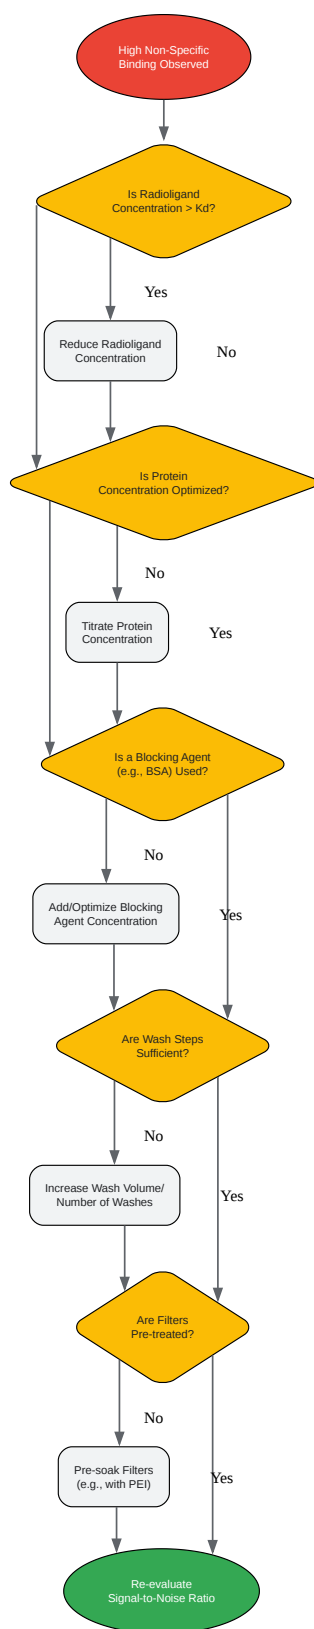 High Non-Specific
Binding Observed
Is Radioligand
Concentration > Kd?
Yes
Reduce Radioligand
Concentration
No
Is Protein
Concentration Optimized?
No
Titrate Protein
Concentration
Yes
Is a Blocking Agent
(e.g., BSA) Used?
No
Add/Optimize Blocking
Agent Concentration
Yes
Are Wash Steps
Sufficient?
No
Increase Wash Volume/
Number of Washes
Yes
Are Filters
Pre-treated?
No
Pre-soak Filters
(e.g., with PEI)
Yes
Re-evaluate
Signal-to-Noise Ratio